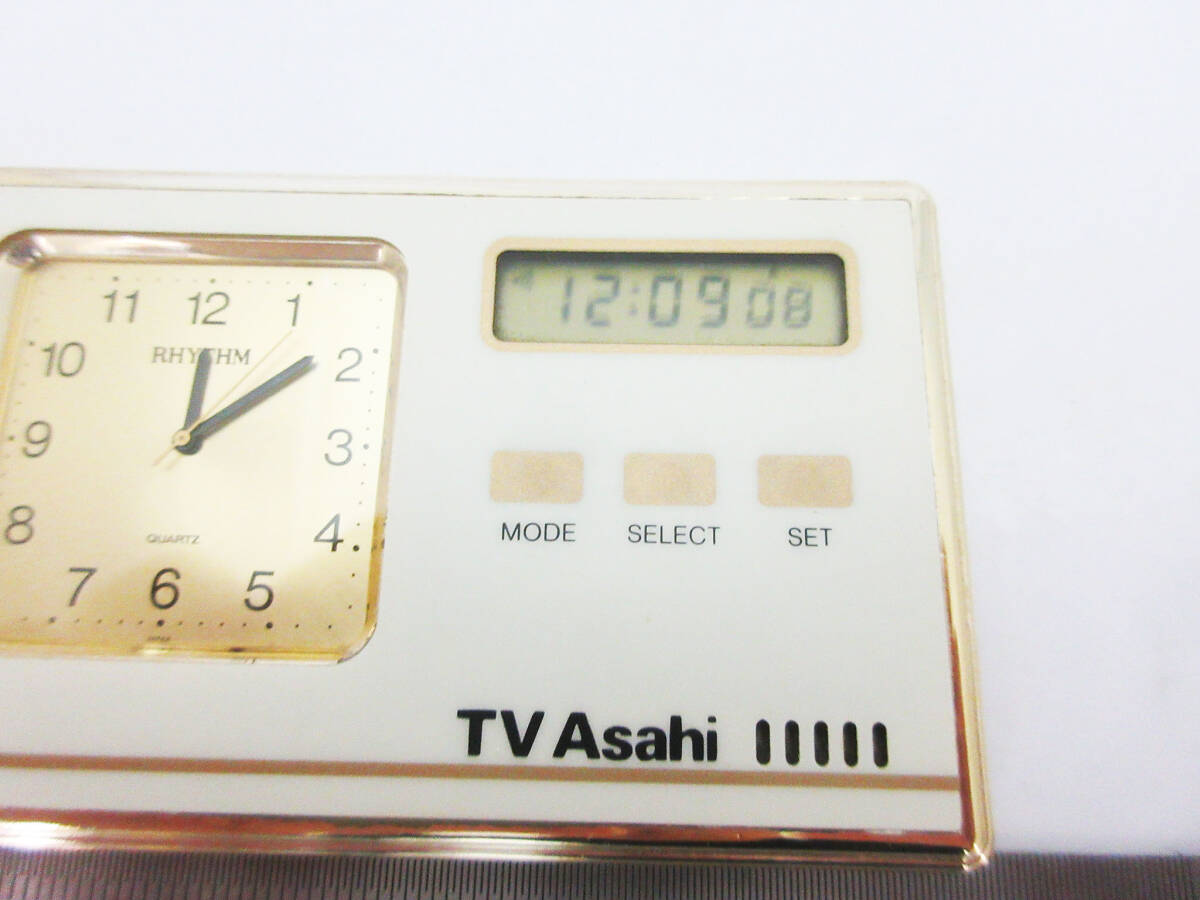 11 12 1
10 2
RHYTHM
9 3
8 4
QUARTZ
7 6 5
JAPAN
12:09 08
MODE SELECT SET
TV Asahi